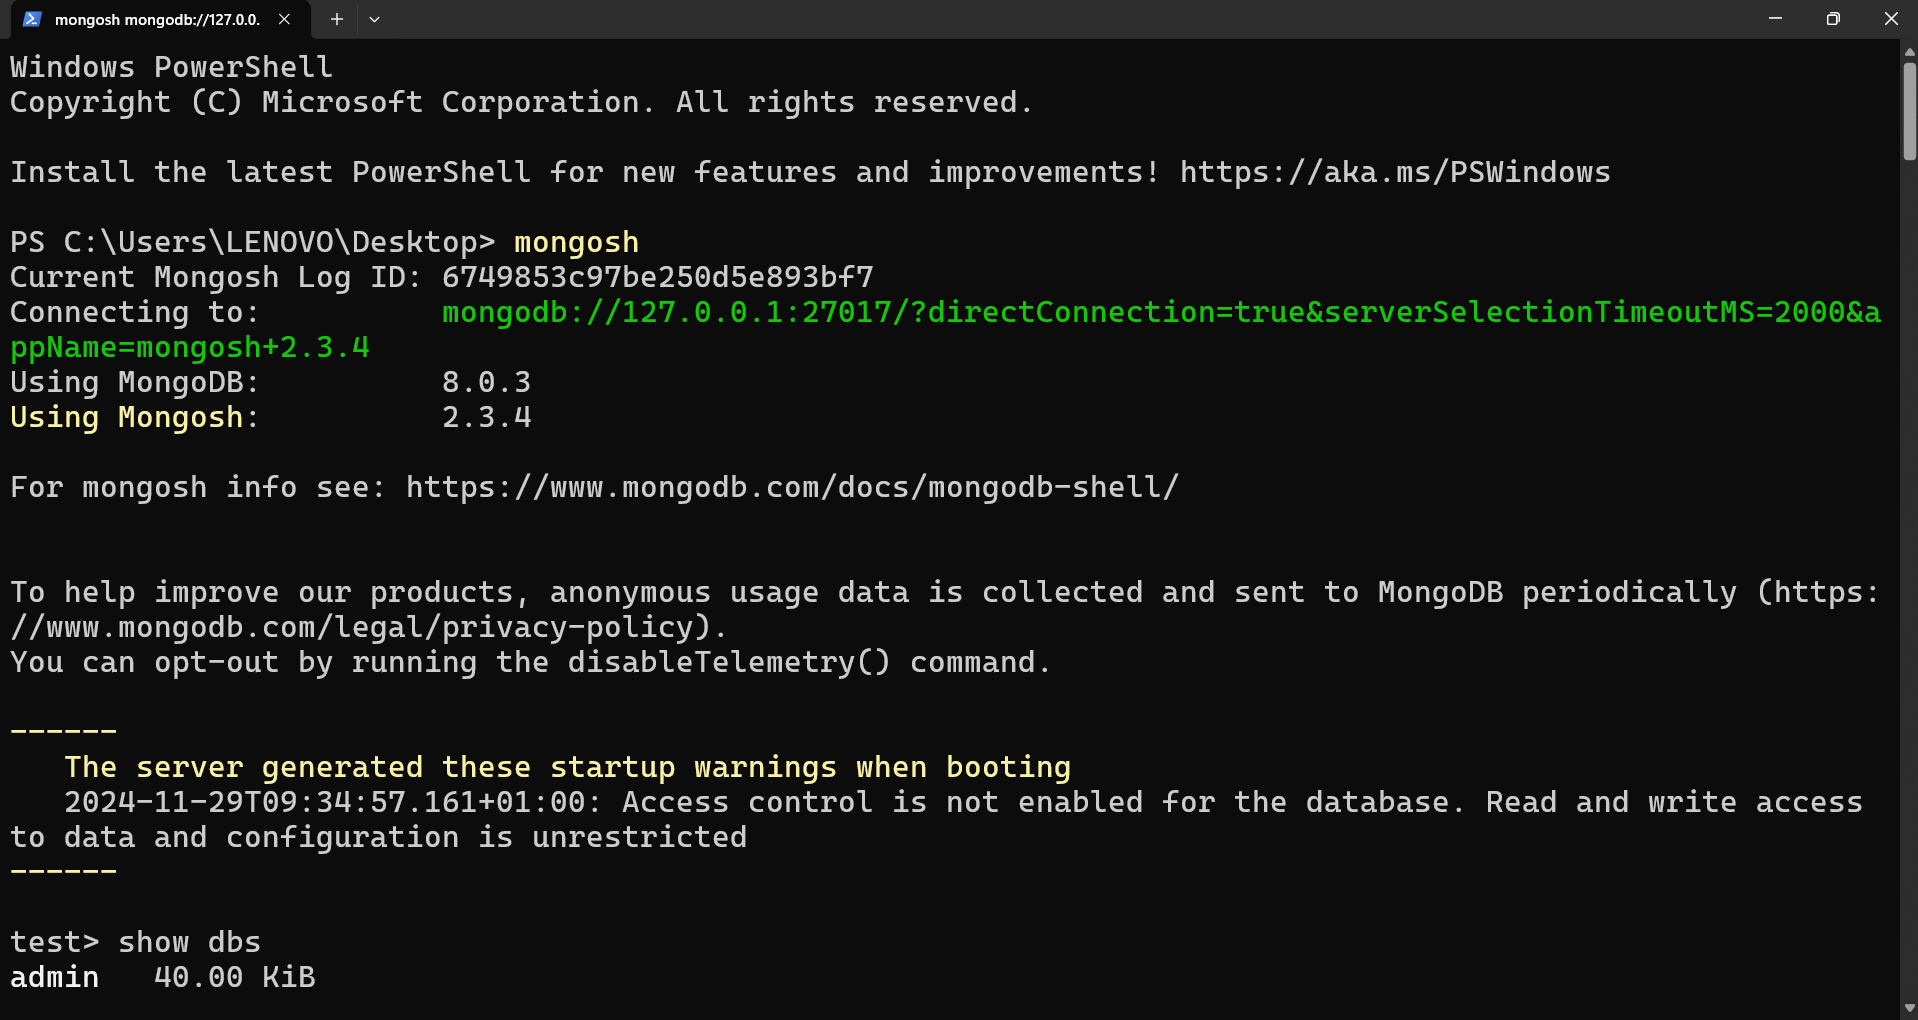 mongosh mongodb://127.0.0.
Windows PowerShell
Copyright (C) Microsoft Corporation. All rights reserved.
Install the latest PowerShell for new features and improvements! https://aka.ms/PSWindows
PS C:\Users\LENOVO\Desktop> mongosh
Current Mongosh Log ID: 6749853c97be250d5e893bf7
Connecting to:          mongodb://127.0.0.1:27017/?directConnection=true&serverSelectionTimeoutMS=2000&a
ppName=mongosh+2.3.4
Using MongoDB:          8.0.3
Using Mongosh:          2.3.4
For mongosh info see: https://www.mongodb.com/docs/mongodb-shell/
To help improve our products, anonymous usage data is collected and sent to MongoDB periodically (https:
//www.mongodb.com/legal/privacy-policy).
You can opt-out by running the disableTelemetry() command.
------
   The server generated these startup warnings when booting
   2024-11-29T09:34:57.161+01:00: Access control is not enabled for the database. Read and write access
to data and configuration is unrestricted
------
test> show dbs
admin   40.00 KiB